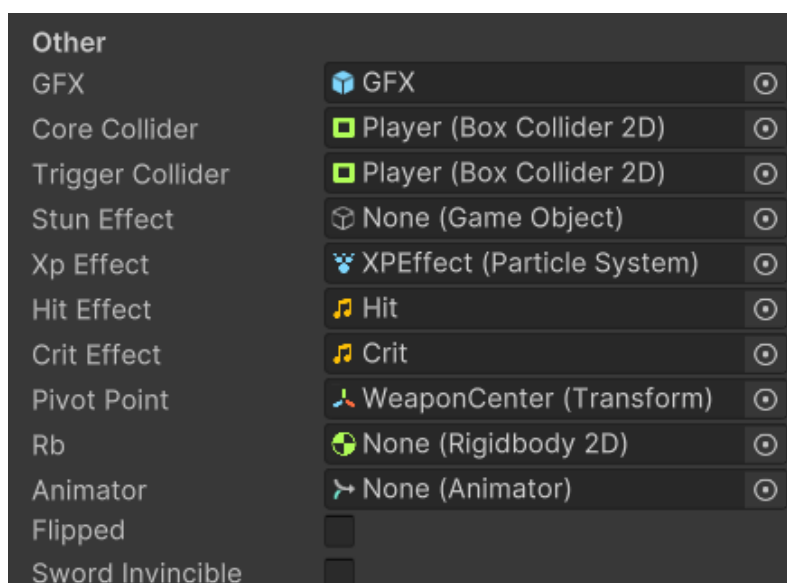 Other
GFX GFX
Core Collider Player (Box Collider 2D)
Trigger Collider Player (Box Collider 2D)
Stun Effect None (Game Object)
Xp Effect XPEffect (Particle System)
Hit Effect Hit
Crit Effect Crit
Pivot Point WeaponCenter (Transform)
Rb None (Rigidbody 2D)
Animator None (Animator)
Flipped
Sword Invincible